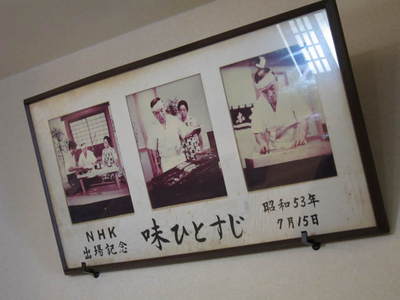 NHK
出場記念
味ひとすじ
昭和53年
7月15日